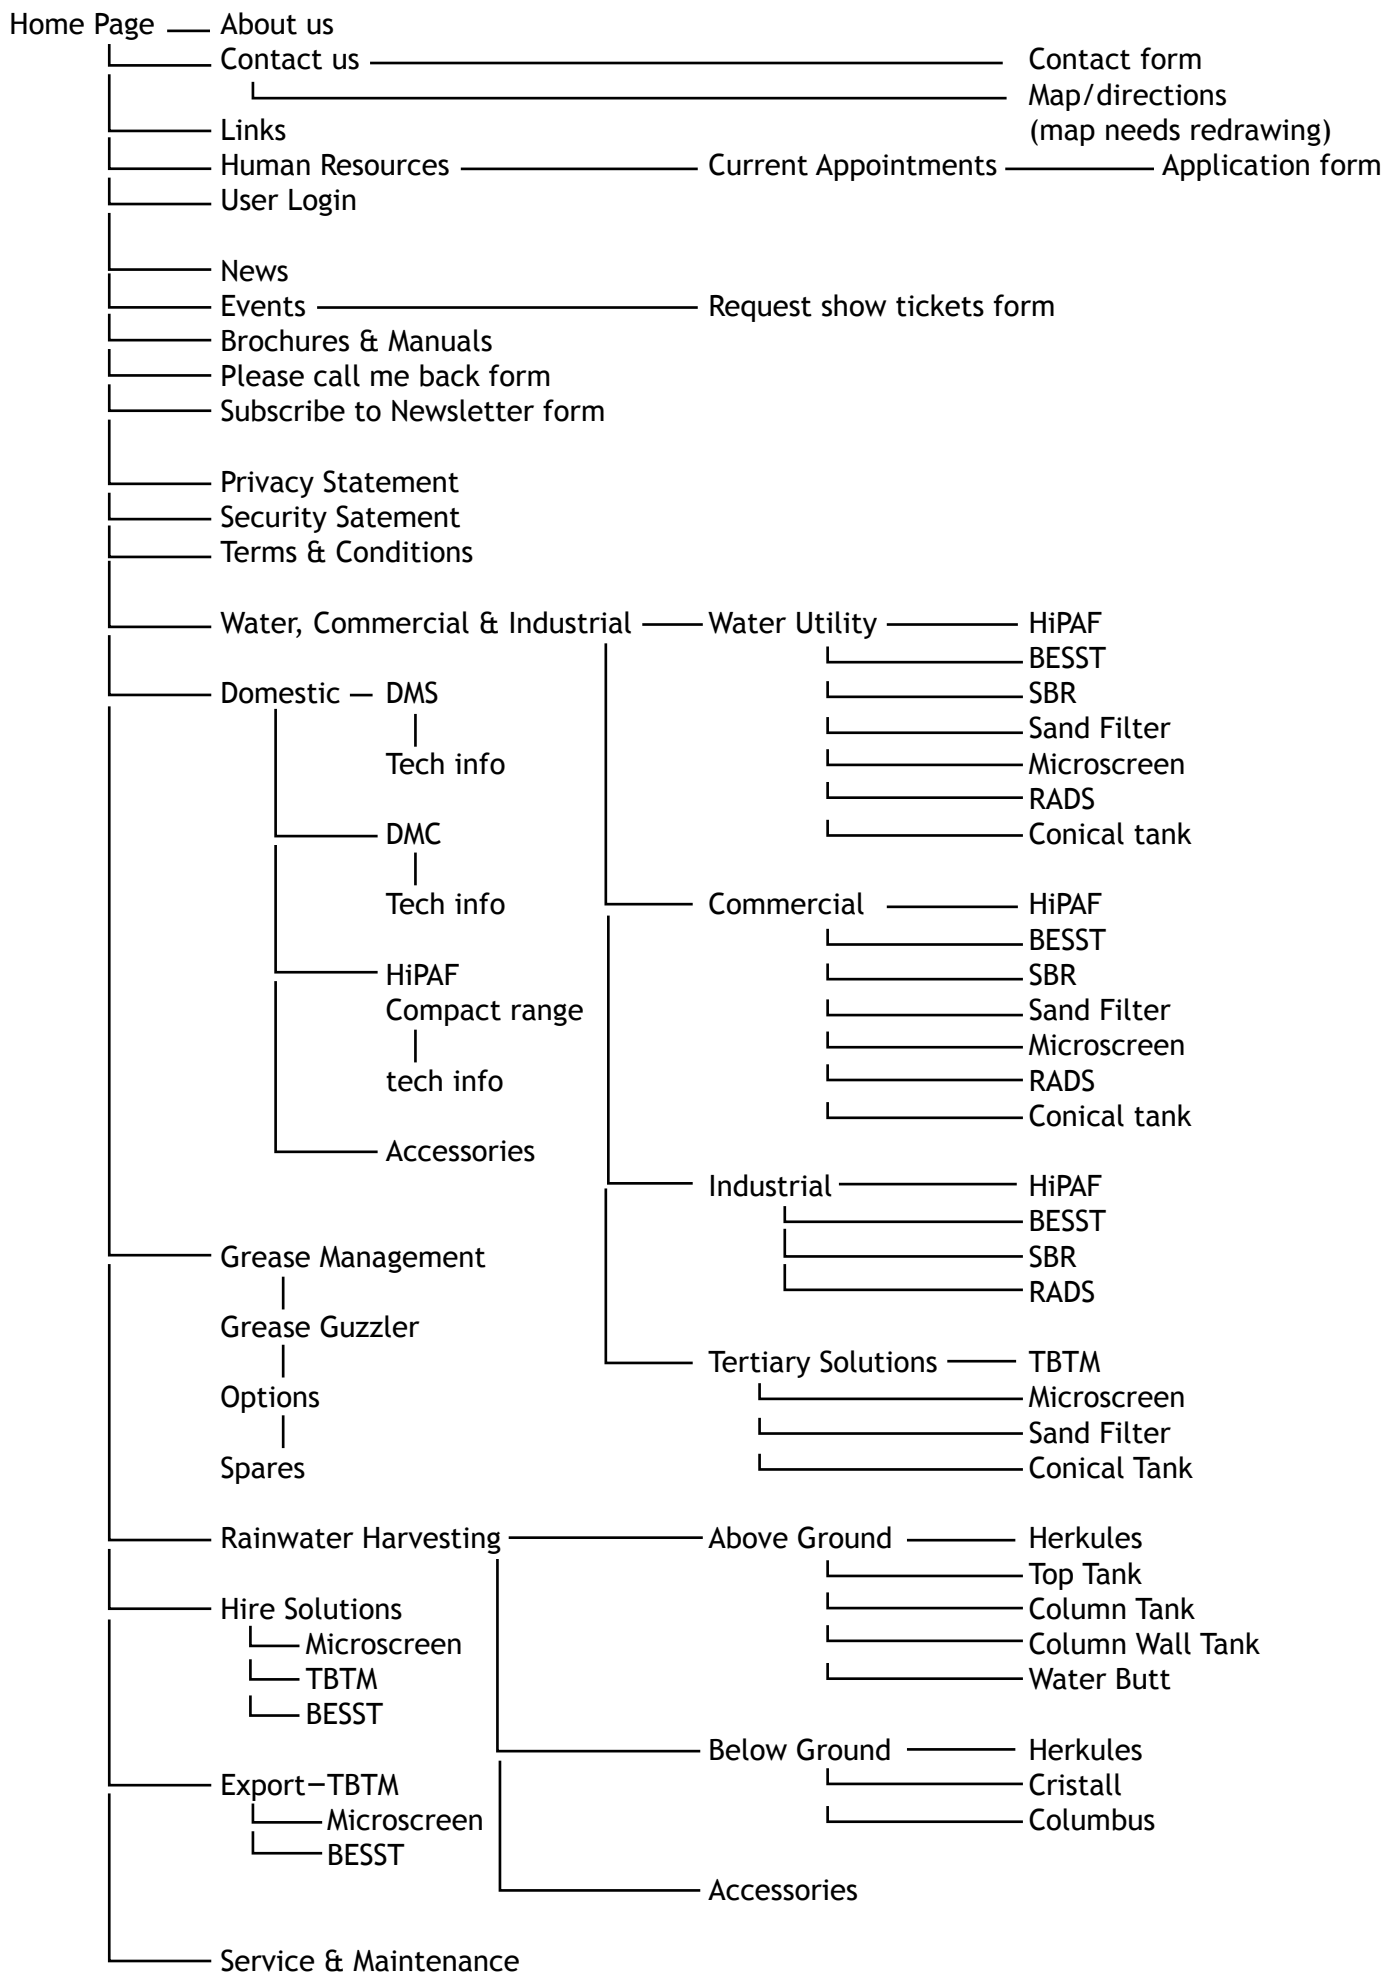 Home Page About us
Contact us Contact form
Map/directions
Links (map needs redrawing)
Human Resources Current Appointments Application form
User Login
News
Events Request show tickets form
Brochures & Manuals
Please call me back form
Subscribe to Newsletter form
Privacy Statement
Security Satement
Terms & Conditions
Water, Commercial & Industrial Water Utility HiPAF
BESST
Domestic DMS SBR
Sand Filter
Tech info Microscreen
RADS
DMC Conical tank
Tech info Commercial HiPAF
BESST
HiPAF SBR
Compact range Sand Filter
Microscreen
tech info RADS
Conical tank
Accessories
Industrial HiPAF
BESST
Grease Management SBR
RADS
Grease Guzzler
Tertiary Solutions TBTM
Options Microscreen
Sand Filter
Spares Conical Tank
Rainwater Harvesting Above Ground Herkules
Top Tank
Hire Solutions Column Tank
Microscreen Column Wall Tank
TBTM Water Butt
BESST
Below Ground Herkules
Export TBTM Cristall
Microscreen Columbus
BESST
Accessories
Service & Maintenance